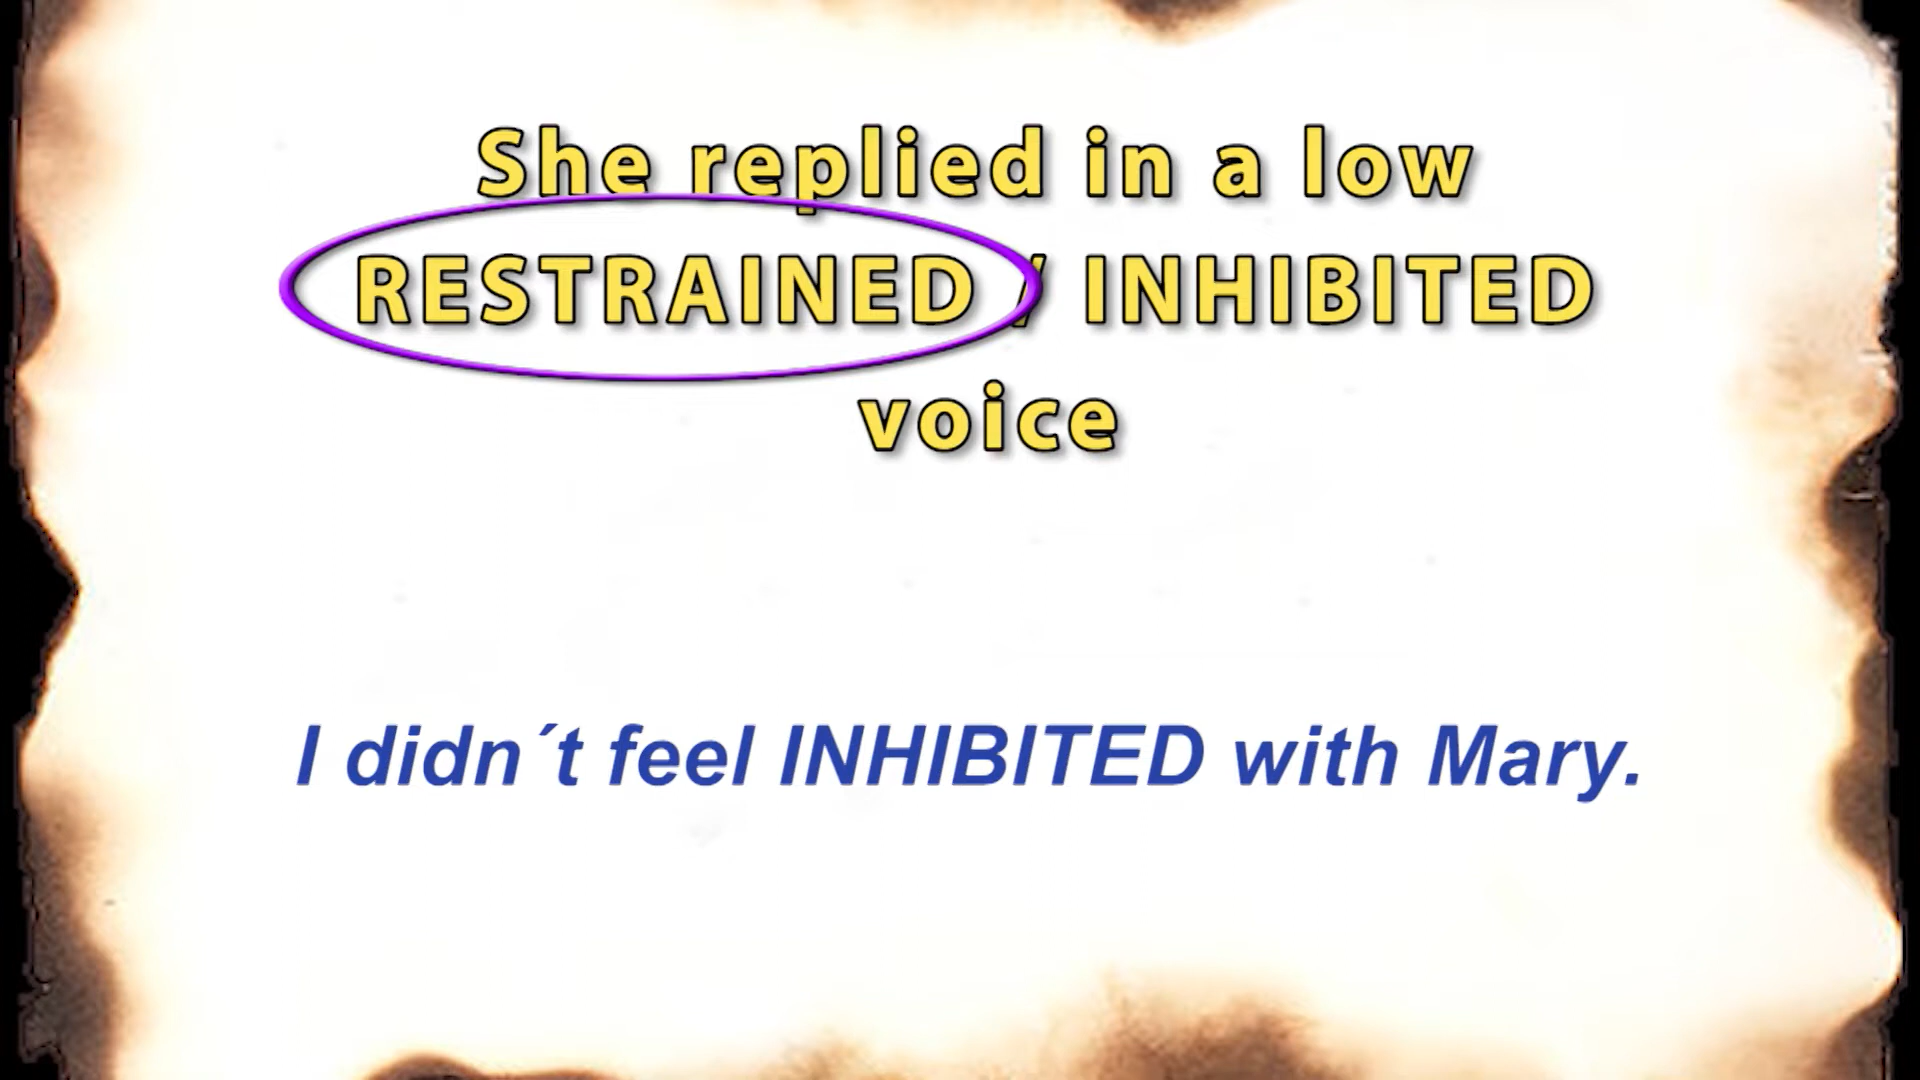 She replied in a low
RESTRAINED / INHIBITED
voice
I didn´t feel INHIBITED with Mary.